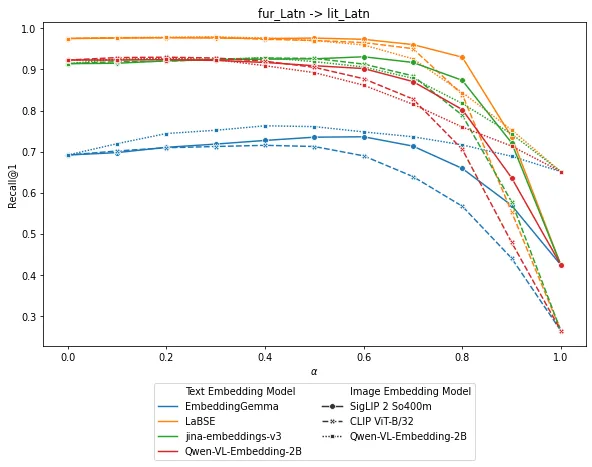 fur_Latn -> lit_Latn
Recall@1
1.0
0.9
0.8
0.7
0.6
0.5
0.4
0.3
0.0 0.2 0.4 0.6 0.8 1.0
α
Text Embedding Model Image Embedding Model
EmbeddingGemma SigLIP 2 So400m
LaBSE CLIP ViT-B/32
jina-embeddings-v3 Qwen-VL-Embedding-2B
Qwen-VL-Embedding-2B